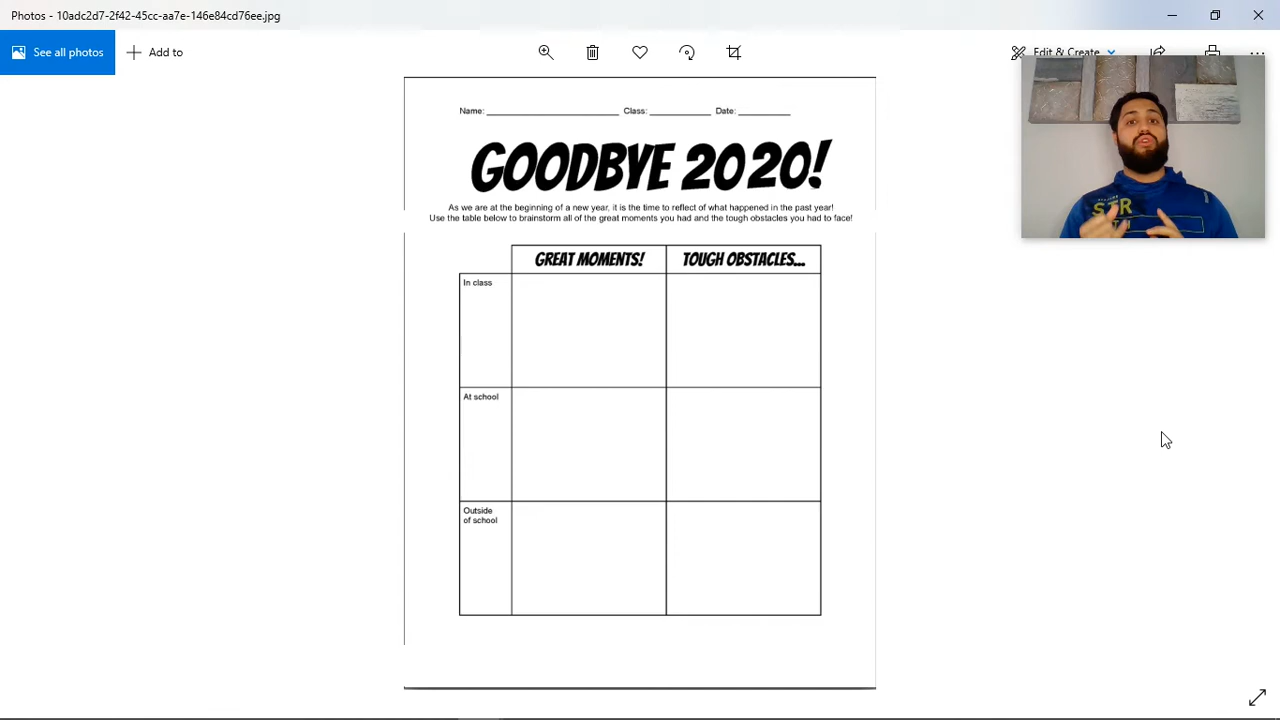 Photos - 10adc2d7-2f42-45cc-aa7e-146e84cd76ee.jpg
See all photos
Add to
Edit & Create
Name: Class: Date:
GOODBYE 2020!
As we are at the beginning of a new year, it is the time to reflect of what happened in the past year!
Use the table below to brainstorm all of the great moments you had and the tough obstacles you had to face!
GREAT MOMENTS! TOUGH OBSTACLES...
In class
At school
Outside
of school